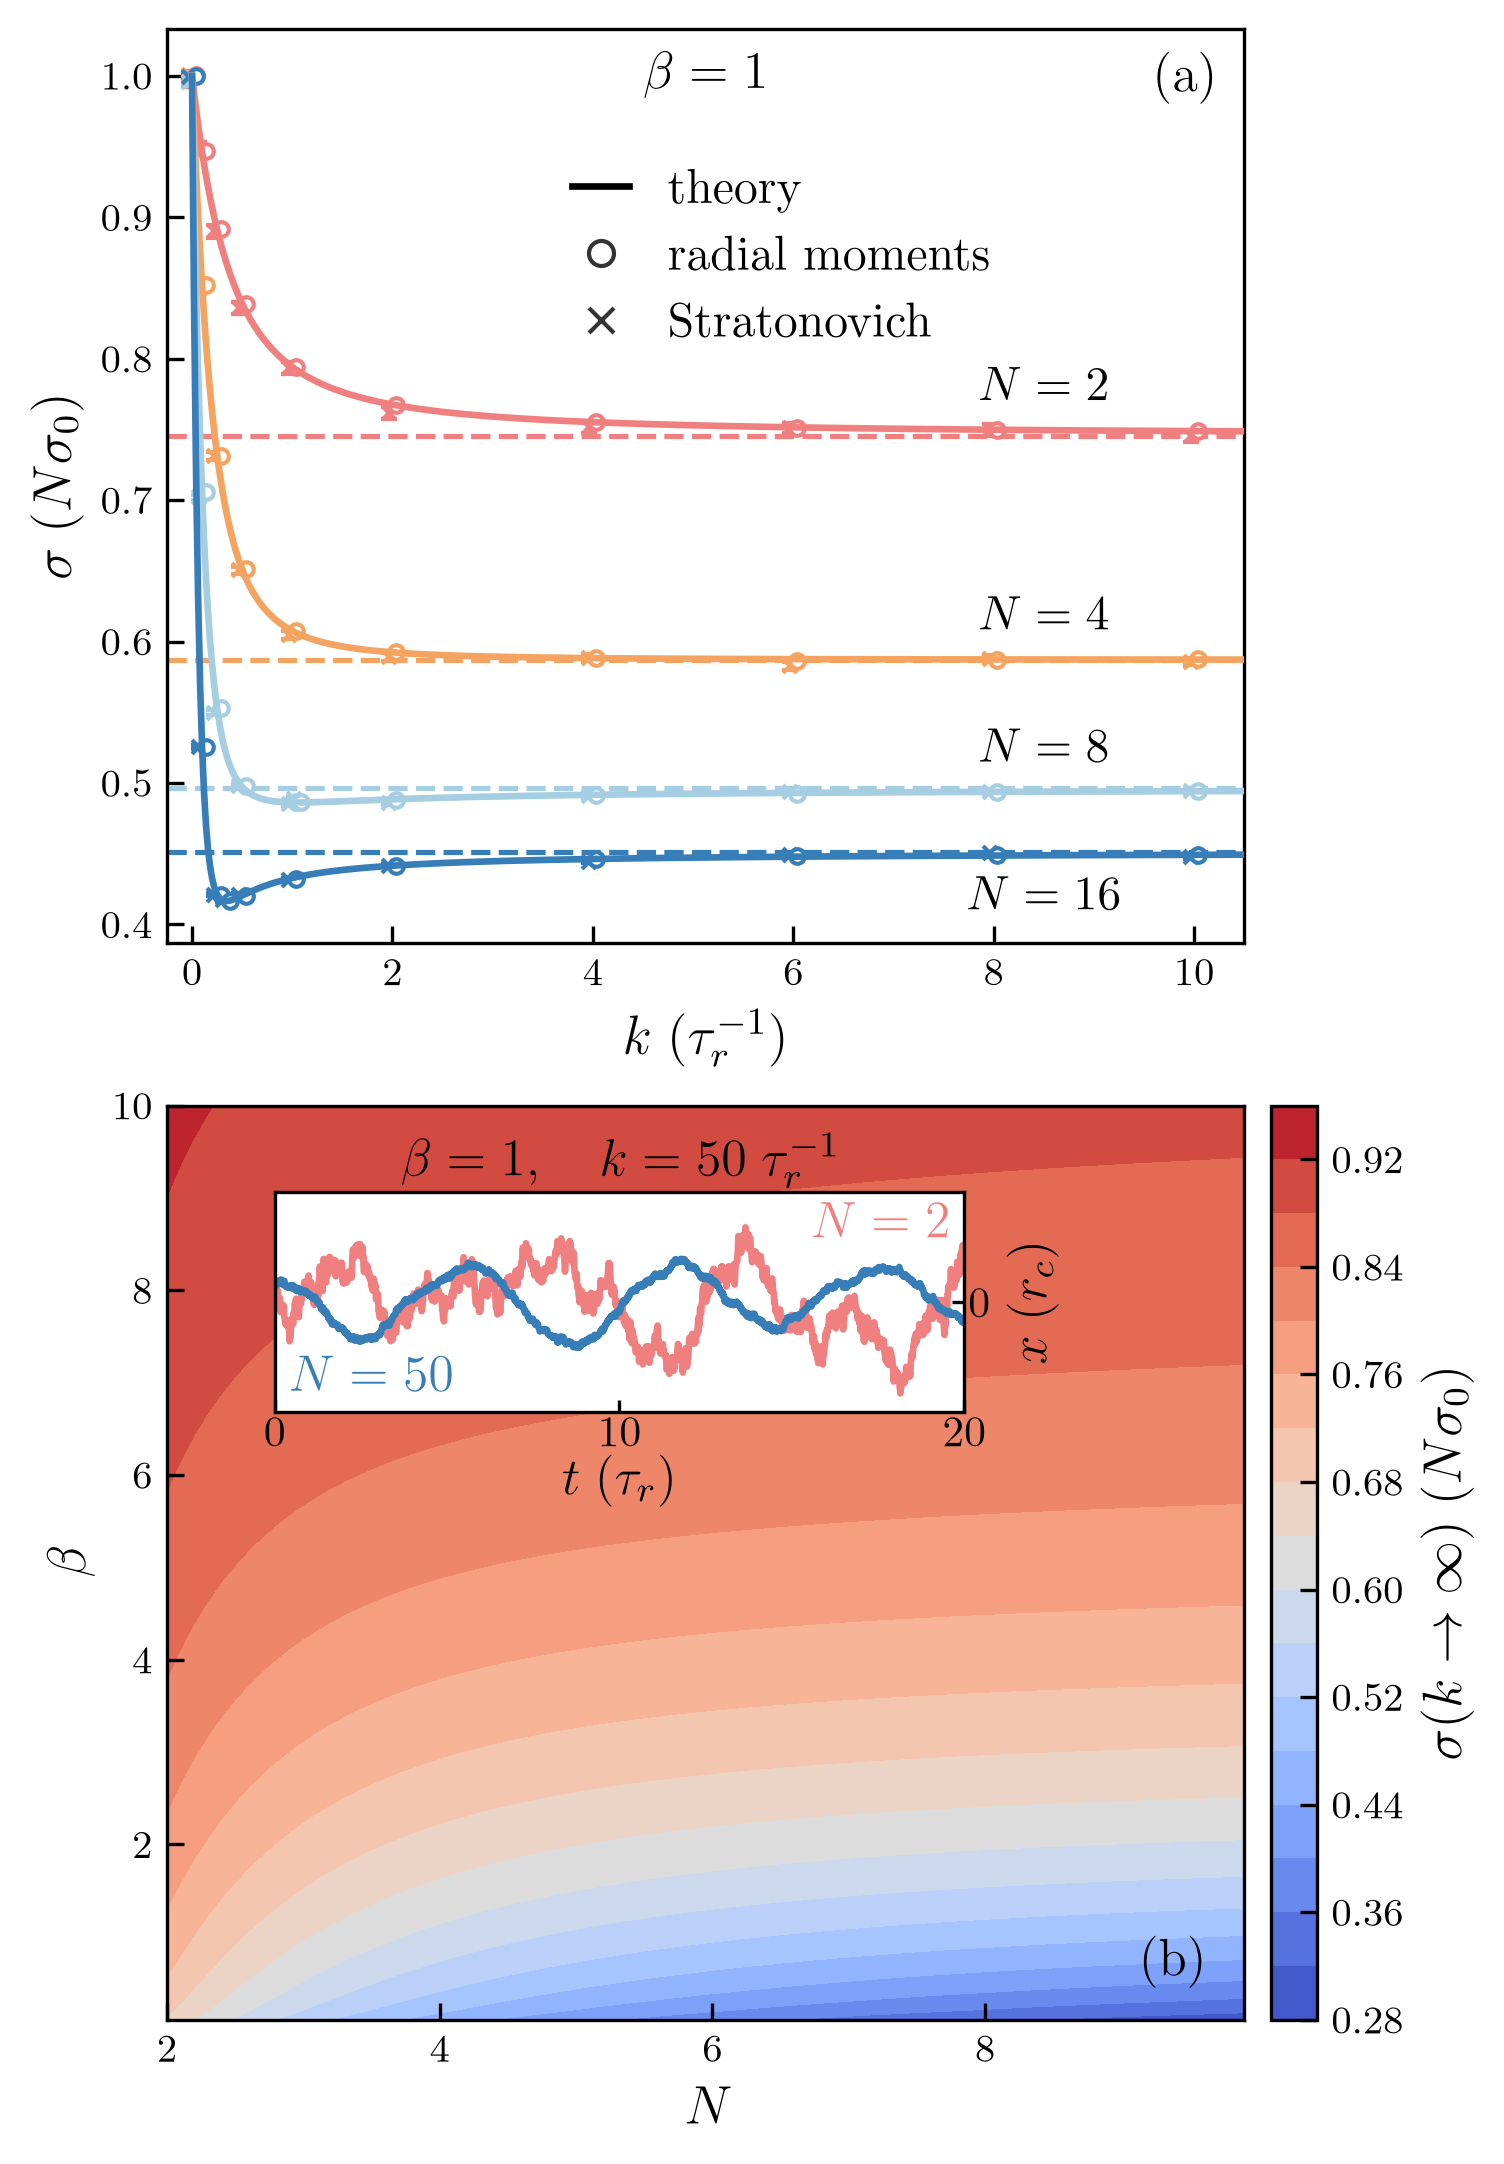 β = 1
(a)
theory
radial moments
Stratonovich
N = 2
N = 4
N = 8
N = 16
1.0
0.9
0.8
0.7
0.6
0.5
0.4
σ (Nσ₀)
0 2 4 6 8 10
k (τᵣ⁻¹)
β = 1, k = 50 τᵣ⁻¹
N = 2
N = 50
0
x (r_c)
0 10 20
t (τᵣ)
10
8
6
4
2
β
(b)
2 4 6 8
N
0.92
0.84
0.76
0.68
0.60
0.52
0.44
0.36
0.28
σ(k → ∞) (Nσ₀)